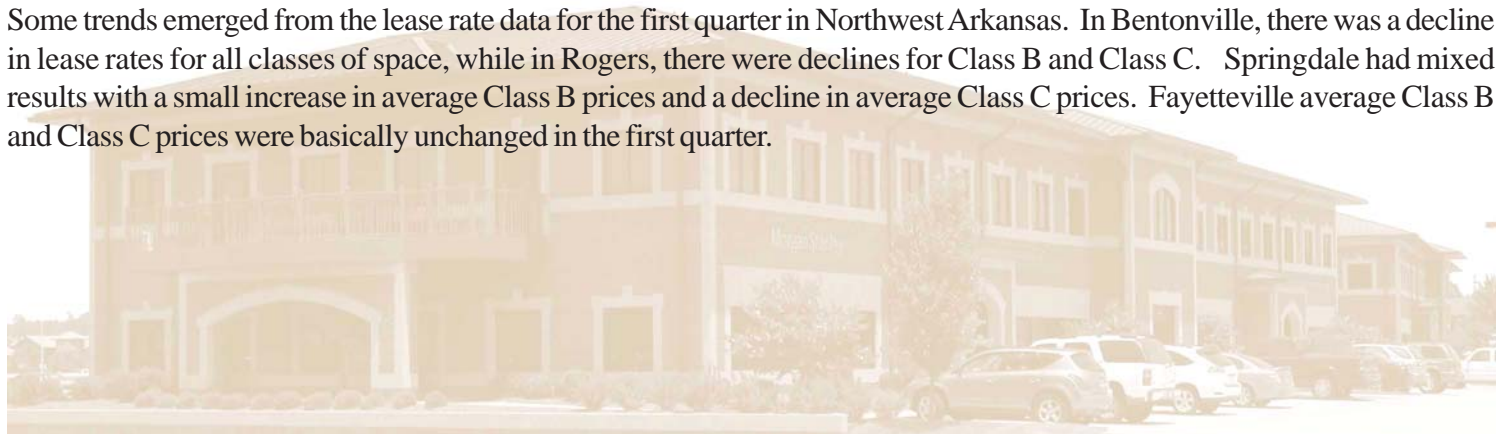 Some trends emerged from the lease rate data for the first quarter in Northwest Arkansas. In Bentonville, there was a decline
in lease rates for all classes of space, while in Rogers, there were declines for Class B and Class C. Springdale had mixed
results with a small increase in average Class B prices and a decline in average Class C prices. Fayetteville average Class B
and Class C prices were basically unchanged in the first quarter.